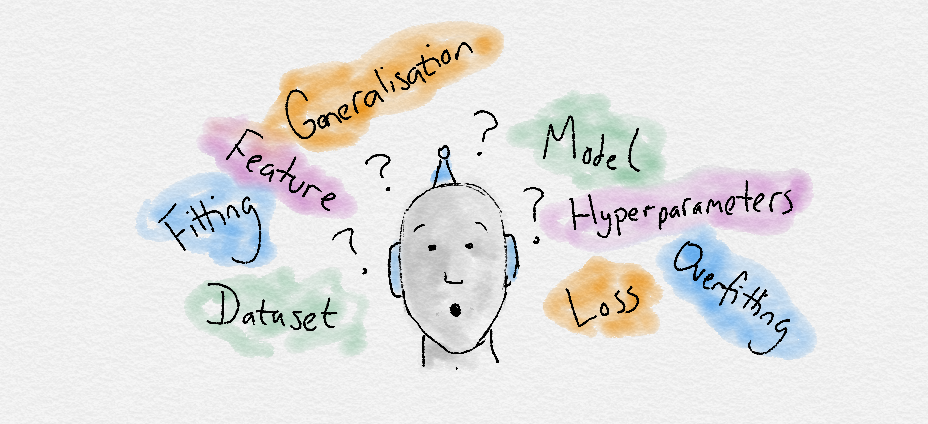 Generalisation
Feature
Fitting
Dataset
?
?
?
?
Model
Hyperparameters
Overfitting
Loss